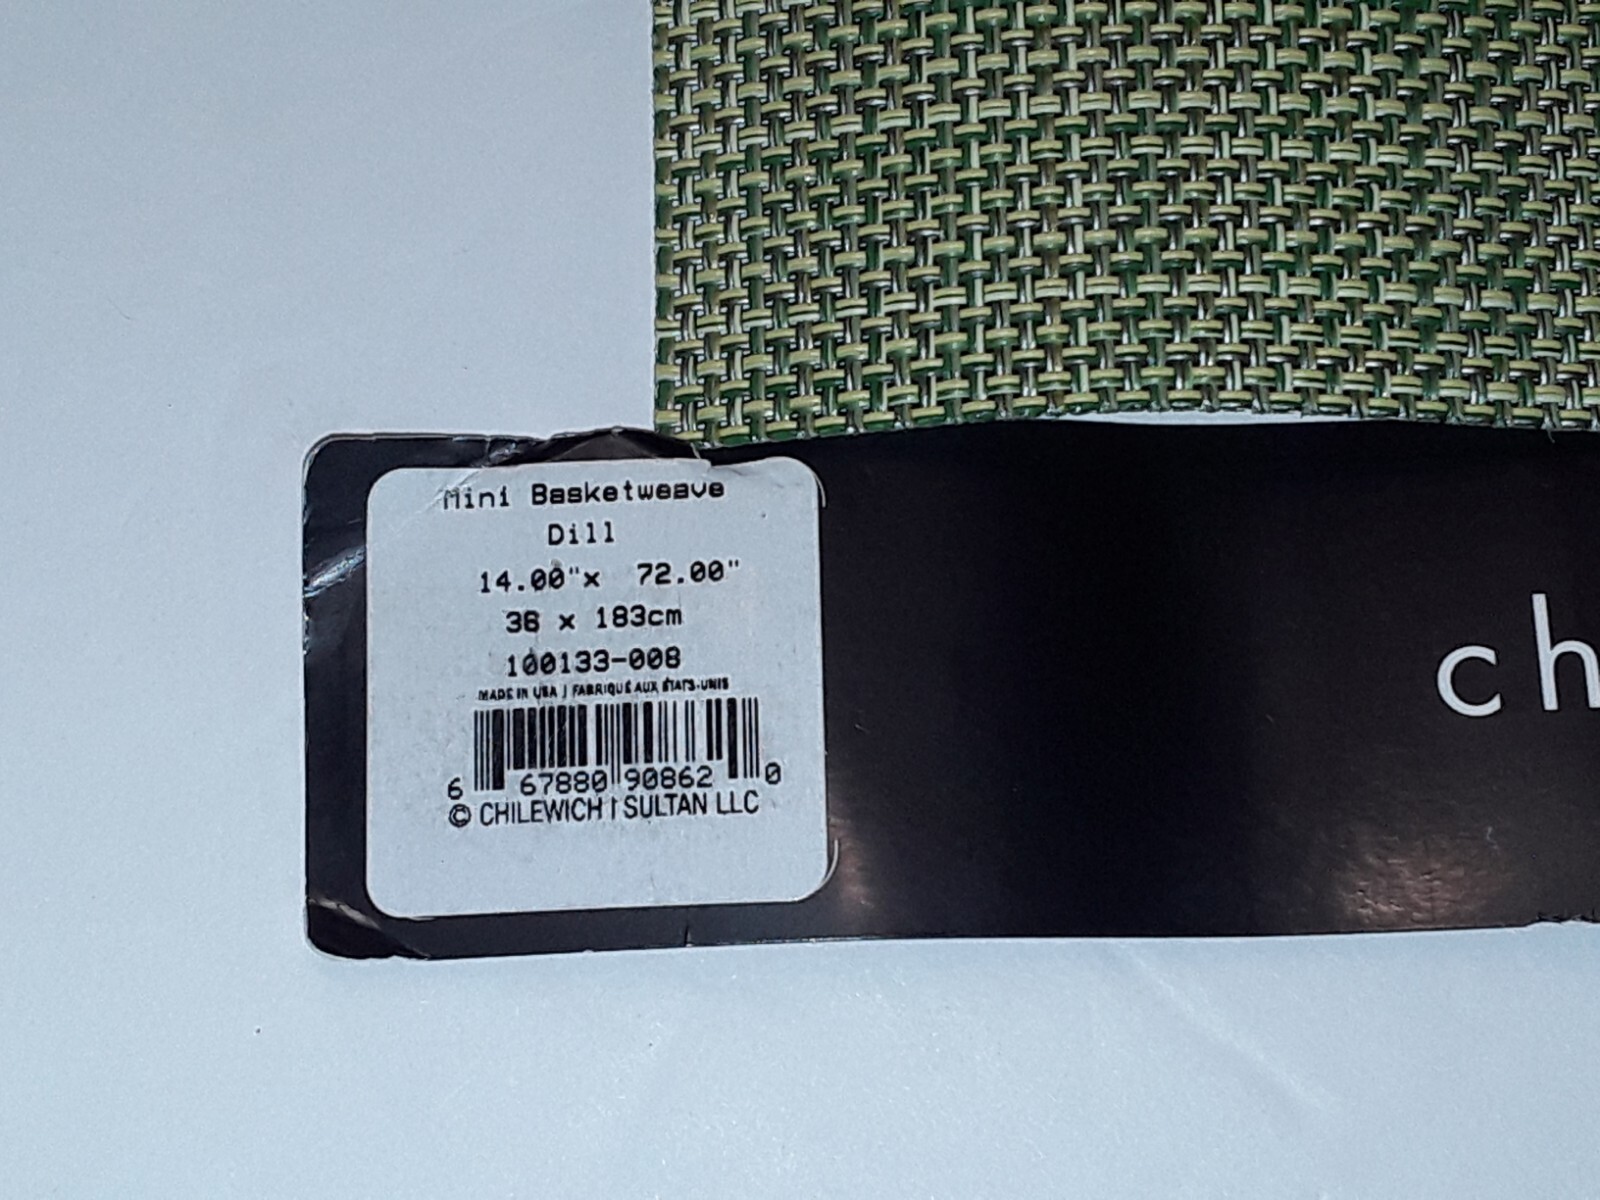 Mini Basketweave
Dill
14.00"x 72.00"
36 x 183cm
100133-008
MADE IN USA | FABRIQUÉ AUX ÉTATS-UNIS
6 67880 90862 0
© CHILEWICH | SULTAN LLC
ch